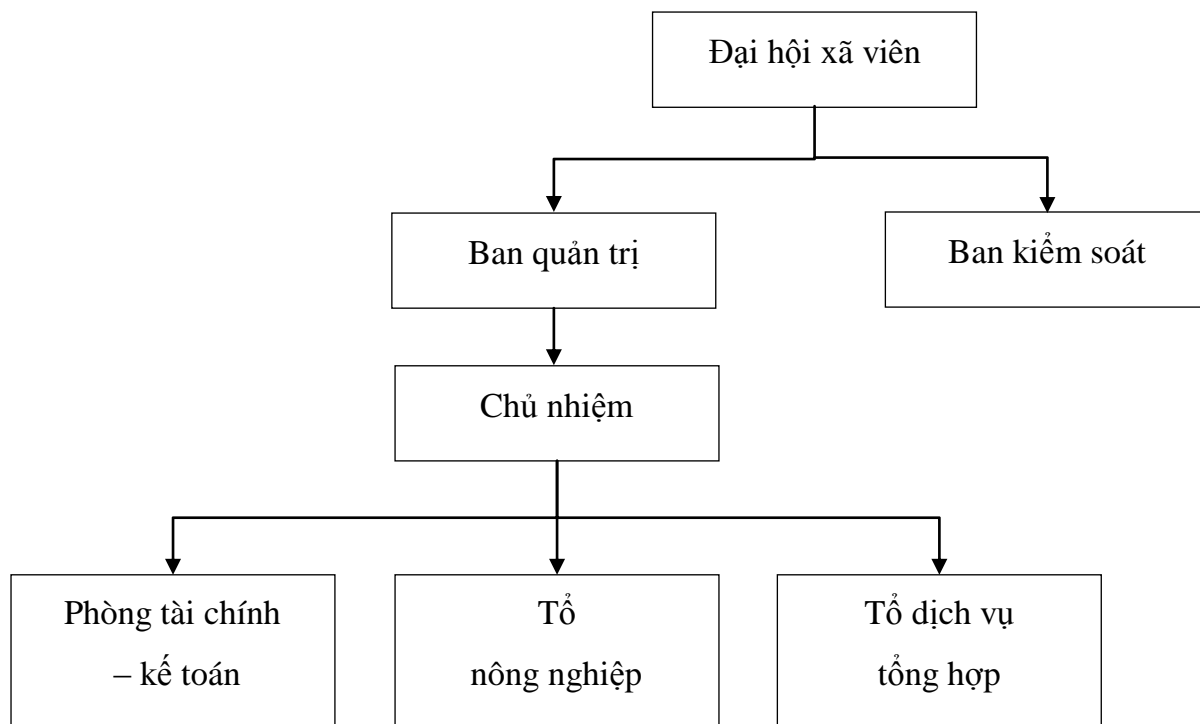 Đại hội xã viên
Ban quản trị
Ban kiểm soát
Chủ nhiệm
Phòng tài chính
– kế toán
Tổ
nông nghiệp
Tổ dịch vụ
tổng hợp